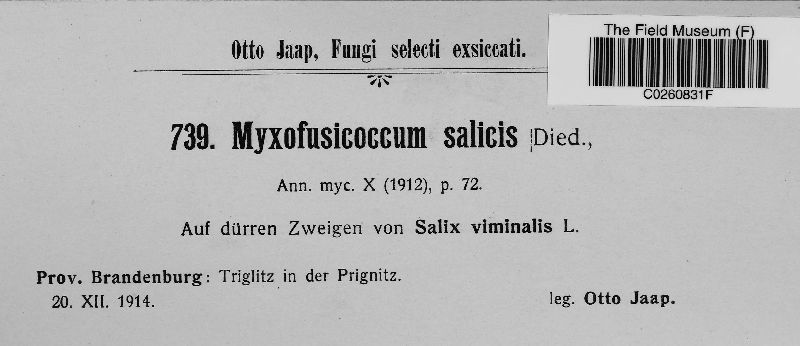 The Field Museum (F)
C0260831F
Otto Jaap, Fungi selecti exsiccati.
739. Myxofusicoccum salicis Died.,
Ann. myc. X (1912), p. 72.
Auf dürren Zweigen von Salix viminalis L.
Prov. Brandenburg: Triglitz in der Prignitz.
20. XII. 1914.
leg. Otto Jaap.